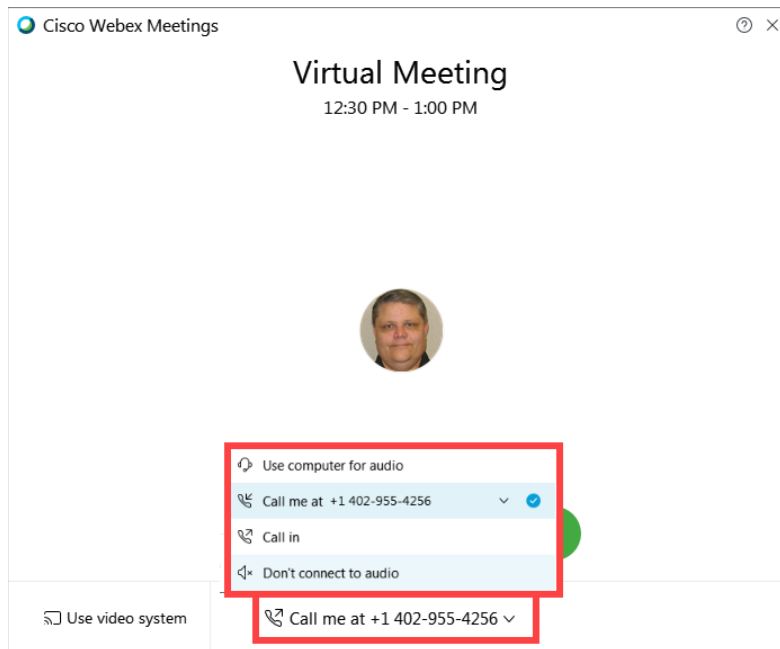 Cisco Webex Meetings
Virtual Meeting
12:30 PM - 1:00 PM
Use computer for audio
Call me at +1 402-955-4256
Call in
Don't connect to audio
Use video system
Call me at +1 402-955-4256